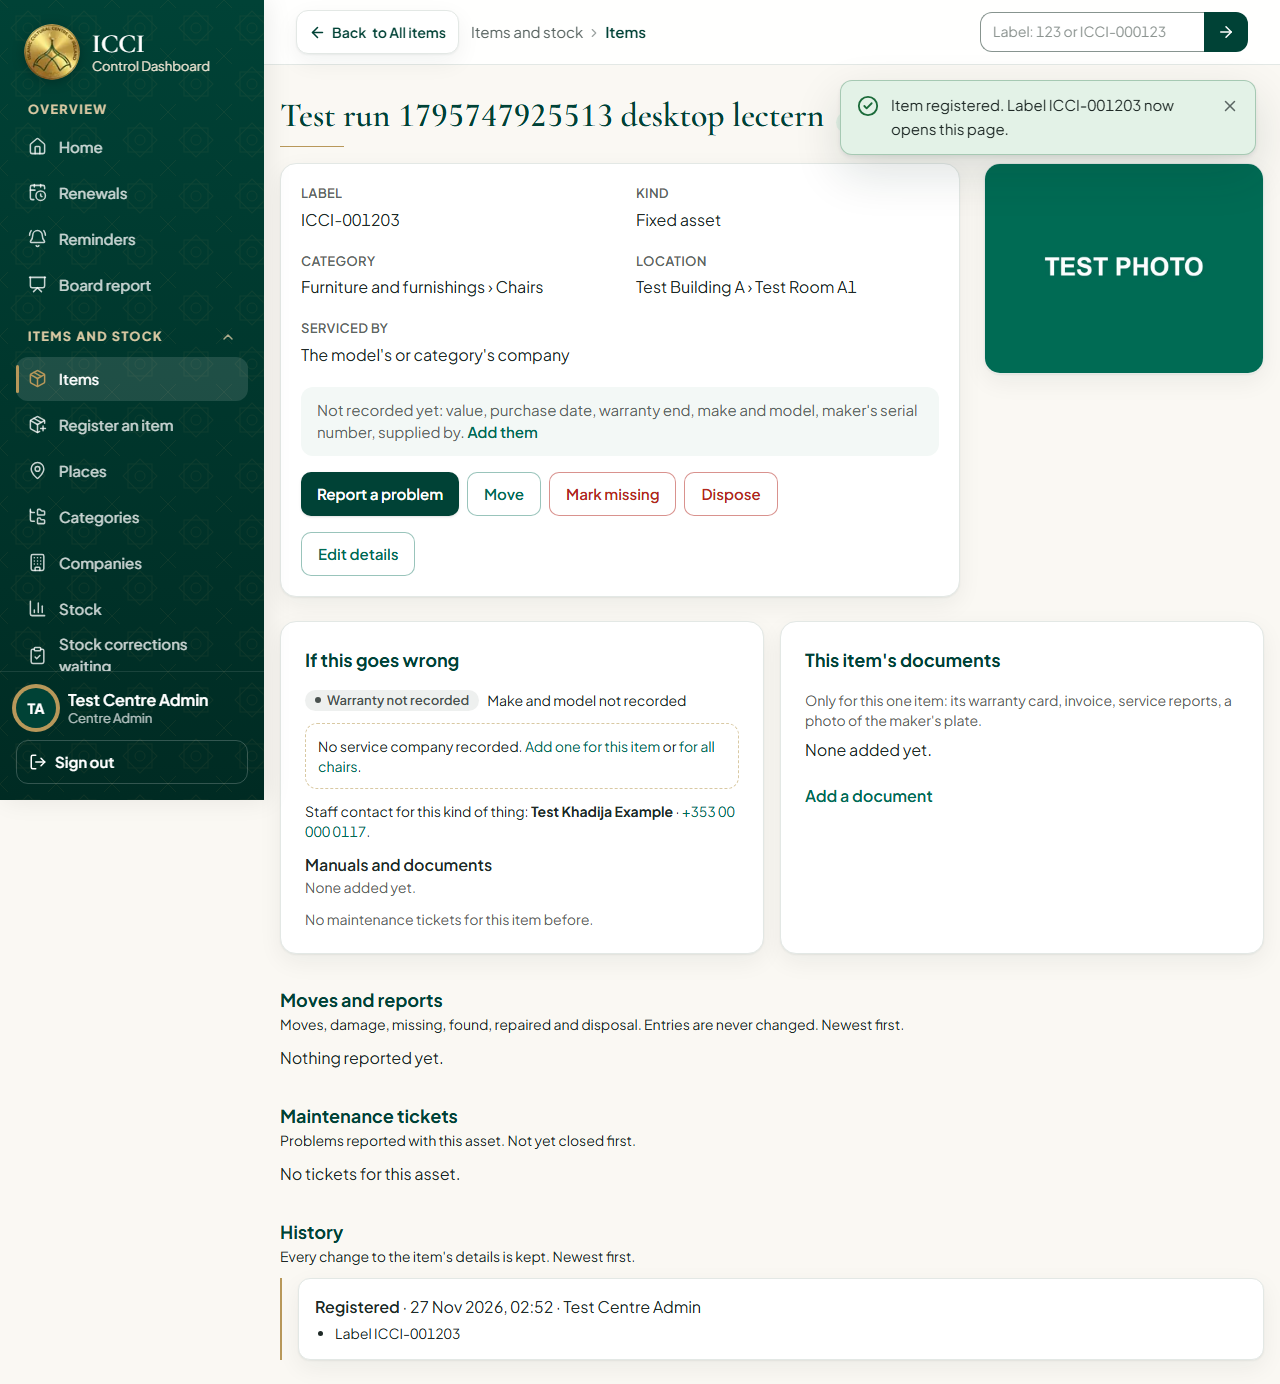 ICCI
Control Dashboard
OVERVIEW
Home
Renewals
Reminders
Board report
ITEMS AND STOCK
Items
Register an item
Places
Categories
Companies
Stock
Stock corrections
waiting
TA
Test Centre Admin
Centre Admin
Sign out
Back to All items
Items and stock › Items
Label: 123 or ICCI-000123
Test run 1795747925513 desktop lectern
Item registered. Label ICCI-001203 now
opens this page.
LABEL
ICCI-001203
KIND
Fixed asset
CATEGORY
Furniture and furnishings › Chairs
LOCATION
Test Building A › Test Room A1
SERVICED BY
The model's or category's company
Not recorded yet: value, purchase date, warranty end, make and model, maker's serial
number, supplied by. Add them
Report a problem
Move
Mark missing
Dispose
Edit details
TEST PHOTO
If this goes wrong
Warranty not recorded
Make and model not recorded
No service company recorded. Add one for this item or for all
chairs.
Staff contact for this kind of thing: Test Khadija Example · +353 00
000 0117.
Manuals and documents
None added yet.
No maintenance tickets for this item before.
This item's documents
Only for this one item: its warranty card, invoice, service reports, a
photo of the maker's plate.
None added yet.
Add a document
Moves and reports
Moves, damage, missing, found, repaired and disposal. Entries are never changed. Newest first.
Nothing reported yet.
Maintenance tickets
Problems reported with this asset. Not yet closed first.
No tickets for this asset.
History
Every change to the item's details is kept. Newest first.
Registered · 27 Nov 2026, 02:52 · Test Centre Admin
• Label ICCI-001203